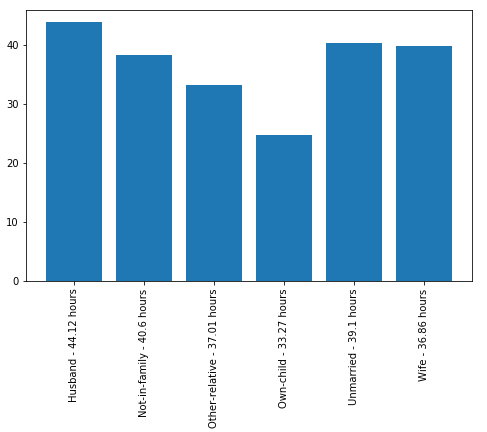 40
30
20
10
0
Husband - 44.12 hours
Not-in-family - 40.6 hours
Other-relative - 37.01 hours
Own-child - 33.27 hours
Unmarried - 39.1 hours
Wife - 36.86 hours